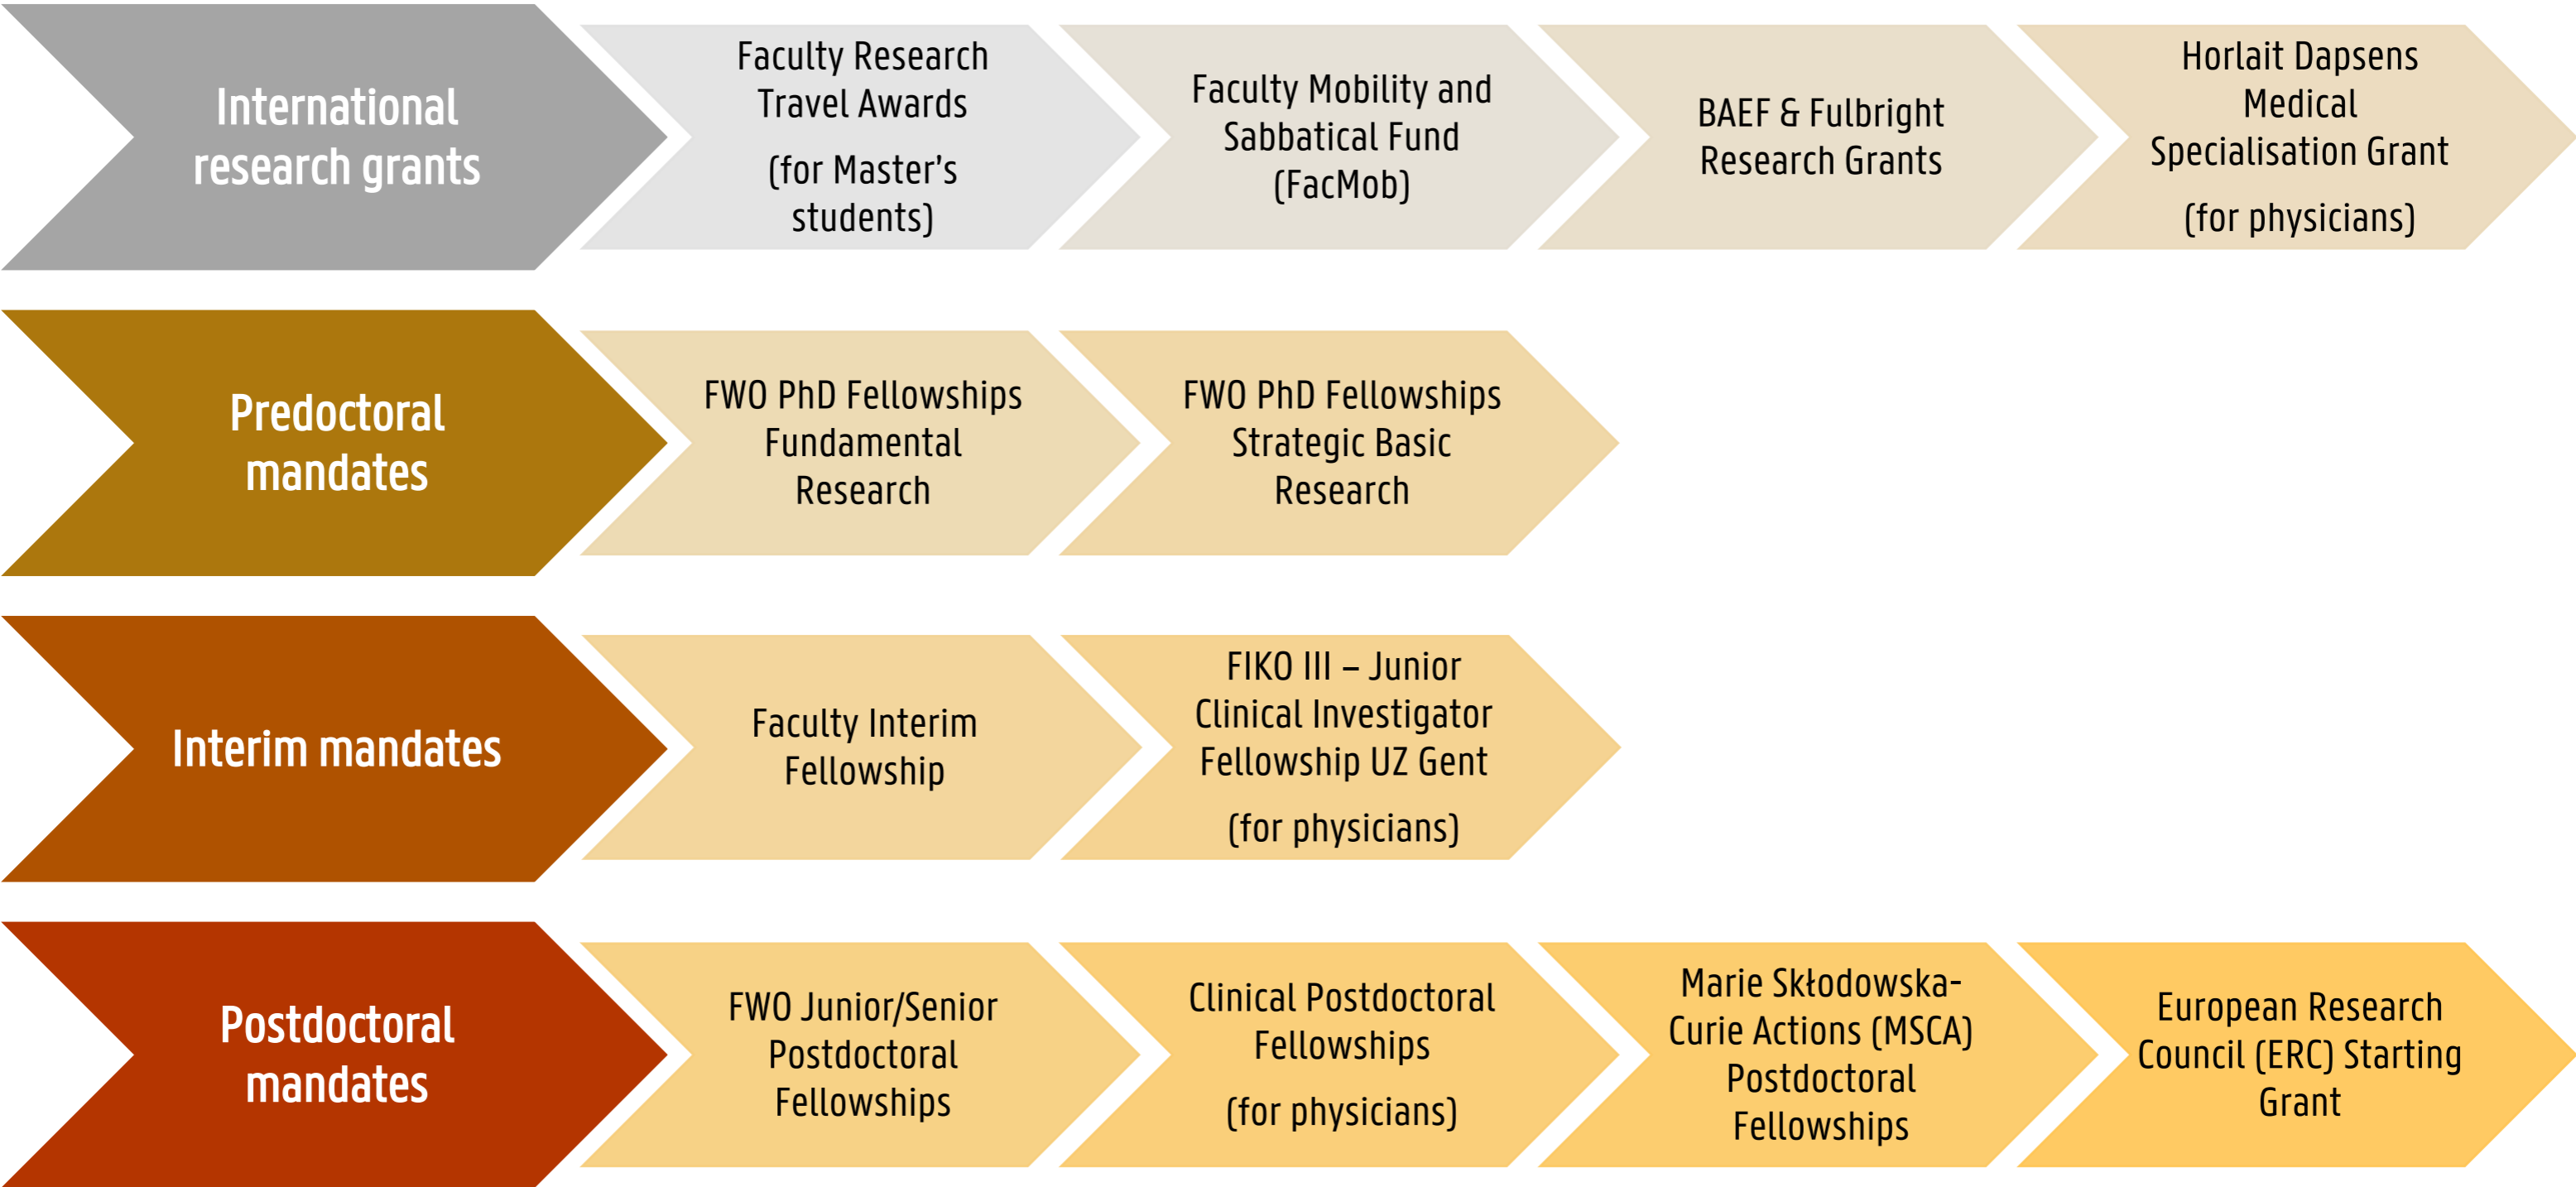 International
research grants
Faculty Research
Travel Awards
(for Master's
students)
Faculty Mobility and
Sabbatical Fund
(FacMob)
BAEF & Fulbright
Research Grants
Horlait Dapsens
Medical
Specialisation Grant
(for physicians)
Predoctoral
mandates
FWO PhD Fellowships
Fundamental
Research
FWO PhD Fellowships
Strategic Basic
Research
Interim mandates
Faculty Interim
Fellowship
FIKO III – Junior
Clinical Investigator
Fellowship UZ Gent
(for physicians)
Postdoctoral
mandates
FWO Junior/Senior
Postdoctoral
Fellowships
Clinical Postdoctoral
Fellowships
(for physicians)
Marie Skłodowska-
Curie Actions (MSCA)
Postdoctoral
Fellowships
European Research
Council (ERC) Starting
Grant